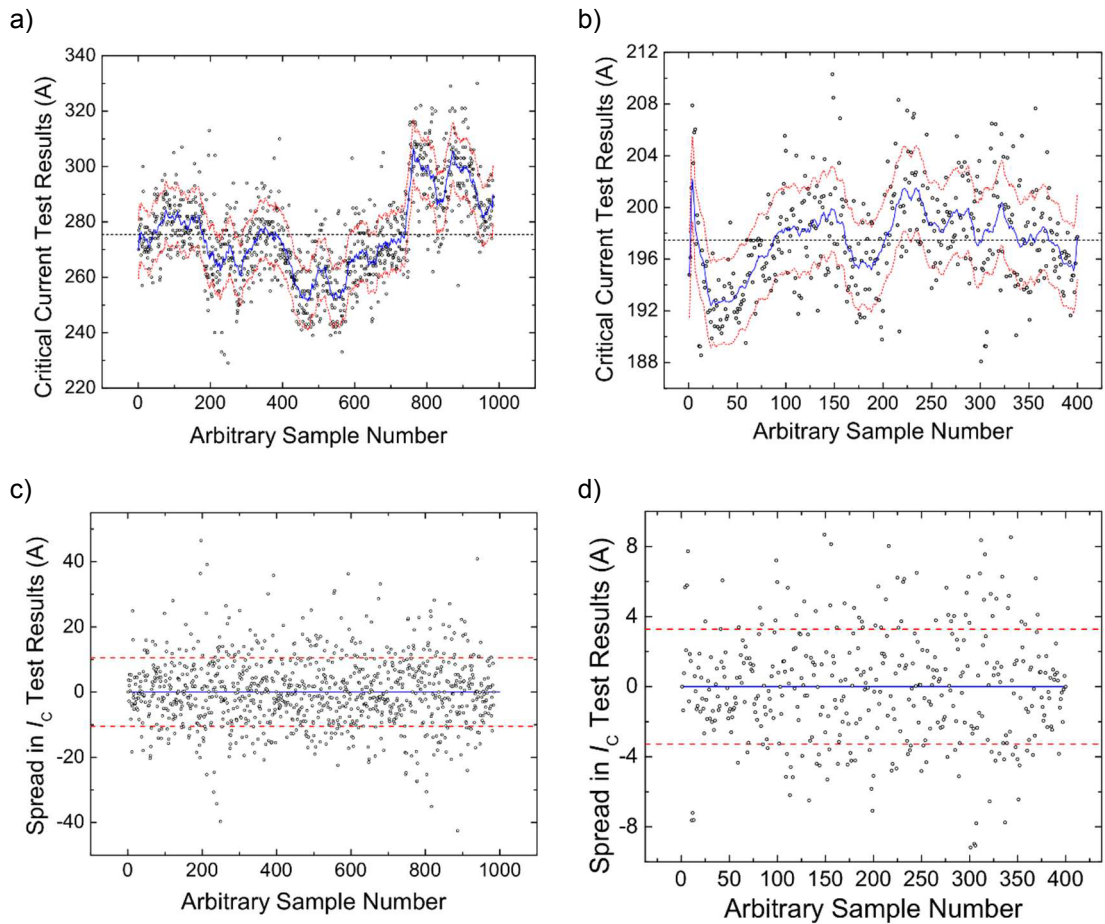 a)
340
320
300
280
260
240
220
0 200 400 600 800 1000
Critical Current Test Results (A)
Arbitrary Sample Number
b)
212
208
204
200
196
192
188
0 50 100 150 200 250 300 350 400
Critical Current Test Results (A)
Arbitrary Sample Number
c)
40
20
0
-20
-40
0 200 400 600 800 1000
Spread in IC Test Results (A)
Arbitrary Sample Number
d)
8
4
0
-4
-8
0 50 100 150 200 250 300 350 400
Spread in IC Test Results (A)
Arbitrary Sample Number